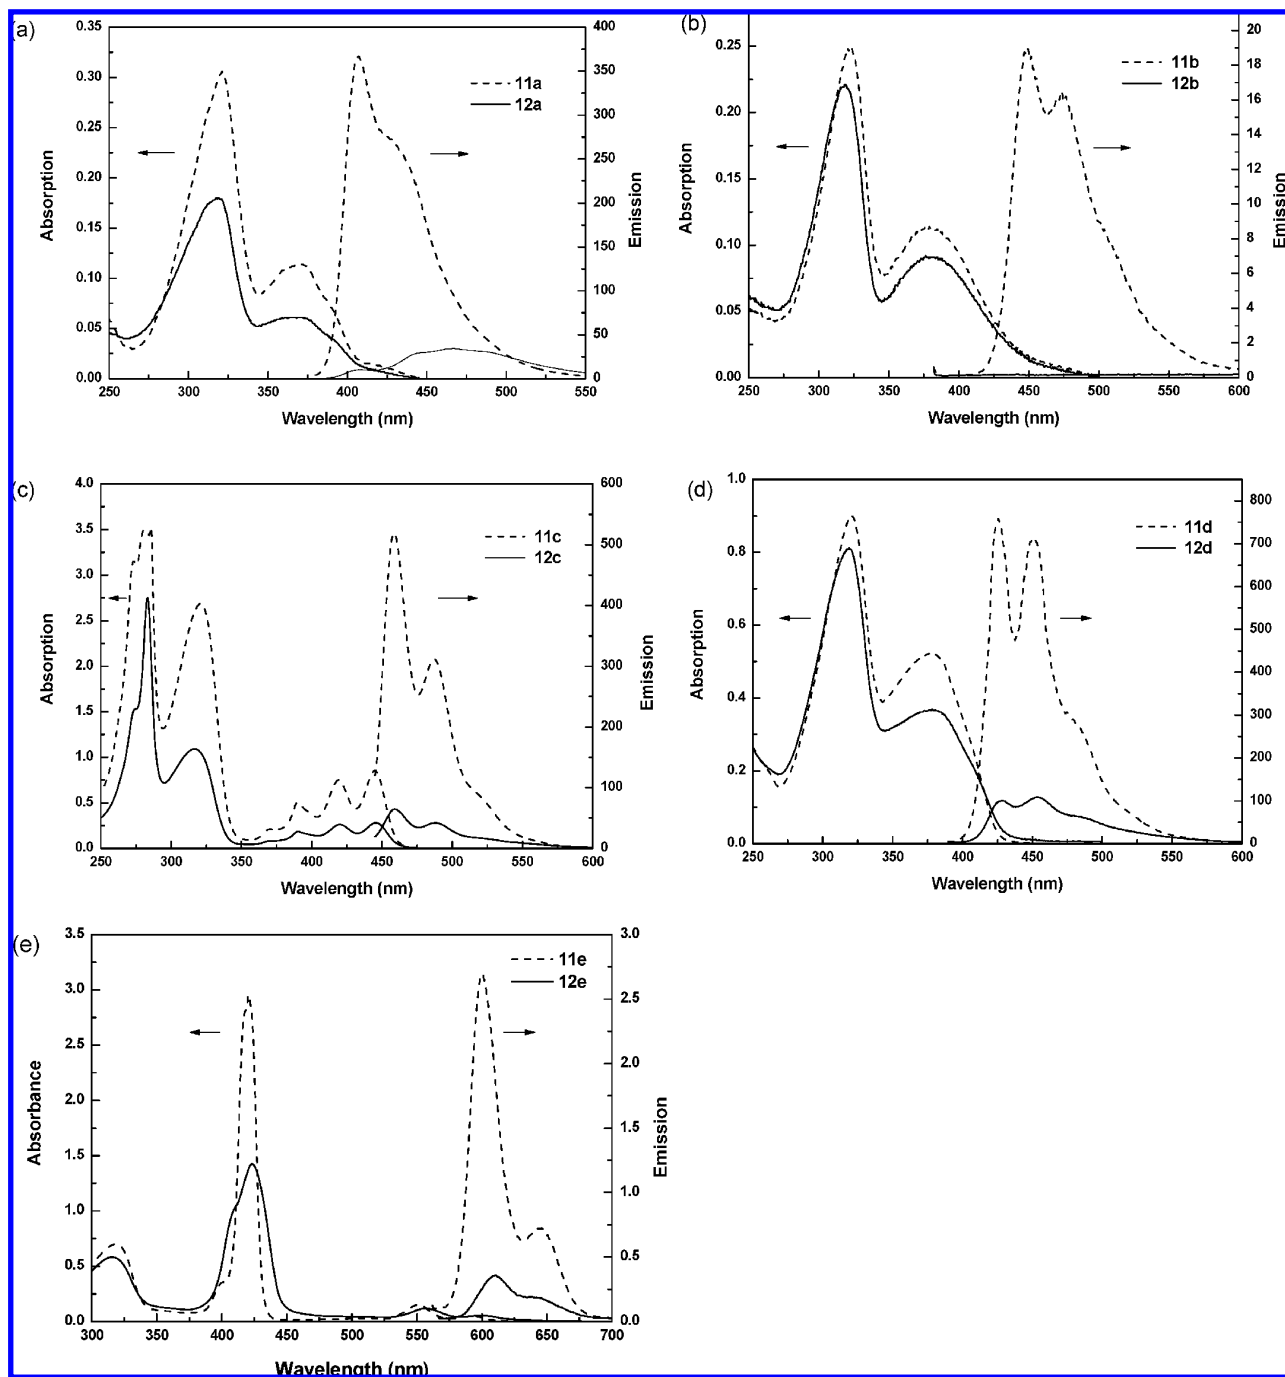 (a)
0.35
0.30
0.25
0.20
0.15
0.10
0.05
0.00
Absorption
400
350
300
250
200
150
100
50
0
Emission
11a
12a
250 300 350 400 450 500 550
Wavelength (nm)
(b)
0.25
0.20
0.15
0.10
0.05
0.00
Absorption
20
18
16
14
12
10
8
6
4
2
0
Emission
11b
12b
250 300 350 400 450 500 550 600
Wavelength (nm)
(c)
4.0
3.5
3.0
2.5
2.0
1.5
1.0
0.5
0.0
Absorption
600
500
400
300
200
100
0
Emission
11c
12c
250 300 350 400 450 500 550 600
Wavelength (nm)
(d)
1.0
0.8
0.6
0.4
0.2
0.0
Absorption
800
700
600
500
400
300
200
100
0
Emission
11d
12d
250 300 350 400 450 500 550 600
Wavelength (nm)
(e)
3.5
3.0
2.5
2.0
1.5
1.0
0.5
0.0
Absorbance
3.0
2.5
2.0
1.5
1.0
0.5
0.0
Emission
11e
12e
300 350 400 450 500 550 600 650 700
Wavelength (nm)